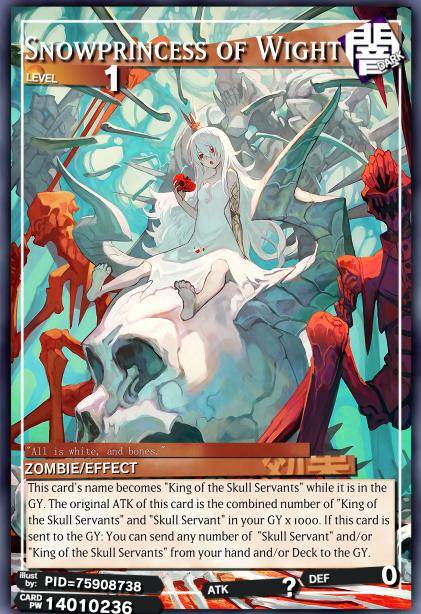 SNOWPRINCESS OF WIGHT
闇
DARK
LEVEL 1
"All is white, and bones."
ZOMBIE/EFFECT
This card's name becomes "King of the Skull Servants" while it is in the
GY. The original ATK of this card is the combined number of "King of
the Skull Servants" and "Skull Servant" in your GY x 1000. If this card is
sent to the GY: You can send any number of "Skull Servant" and/or
"King of the Skull Servants" from your hand and/or Deck to the GY.
illust by: PID=75908738
ATK ? DEF 0
CARD PW 14010236